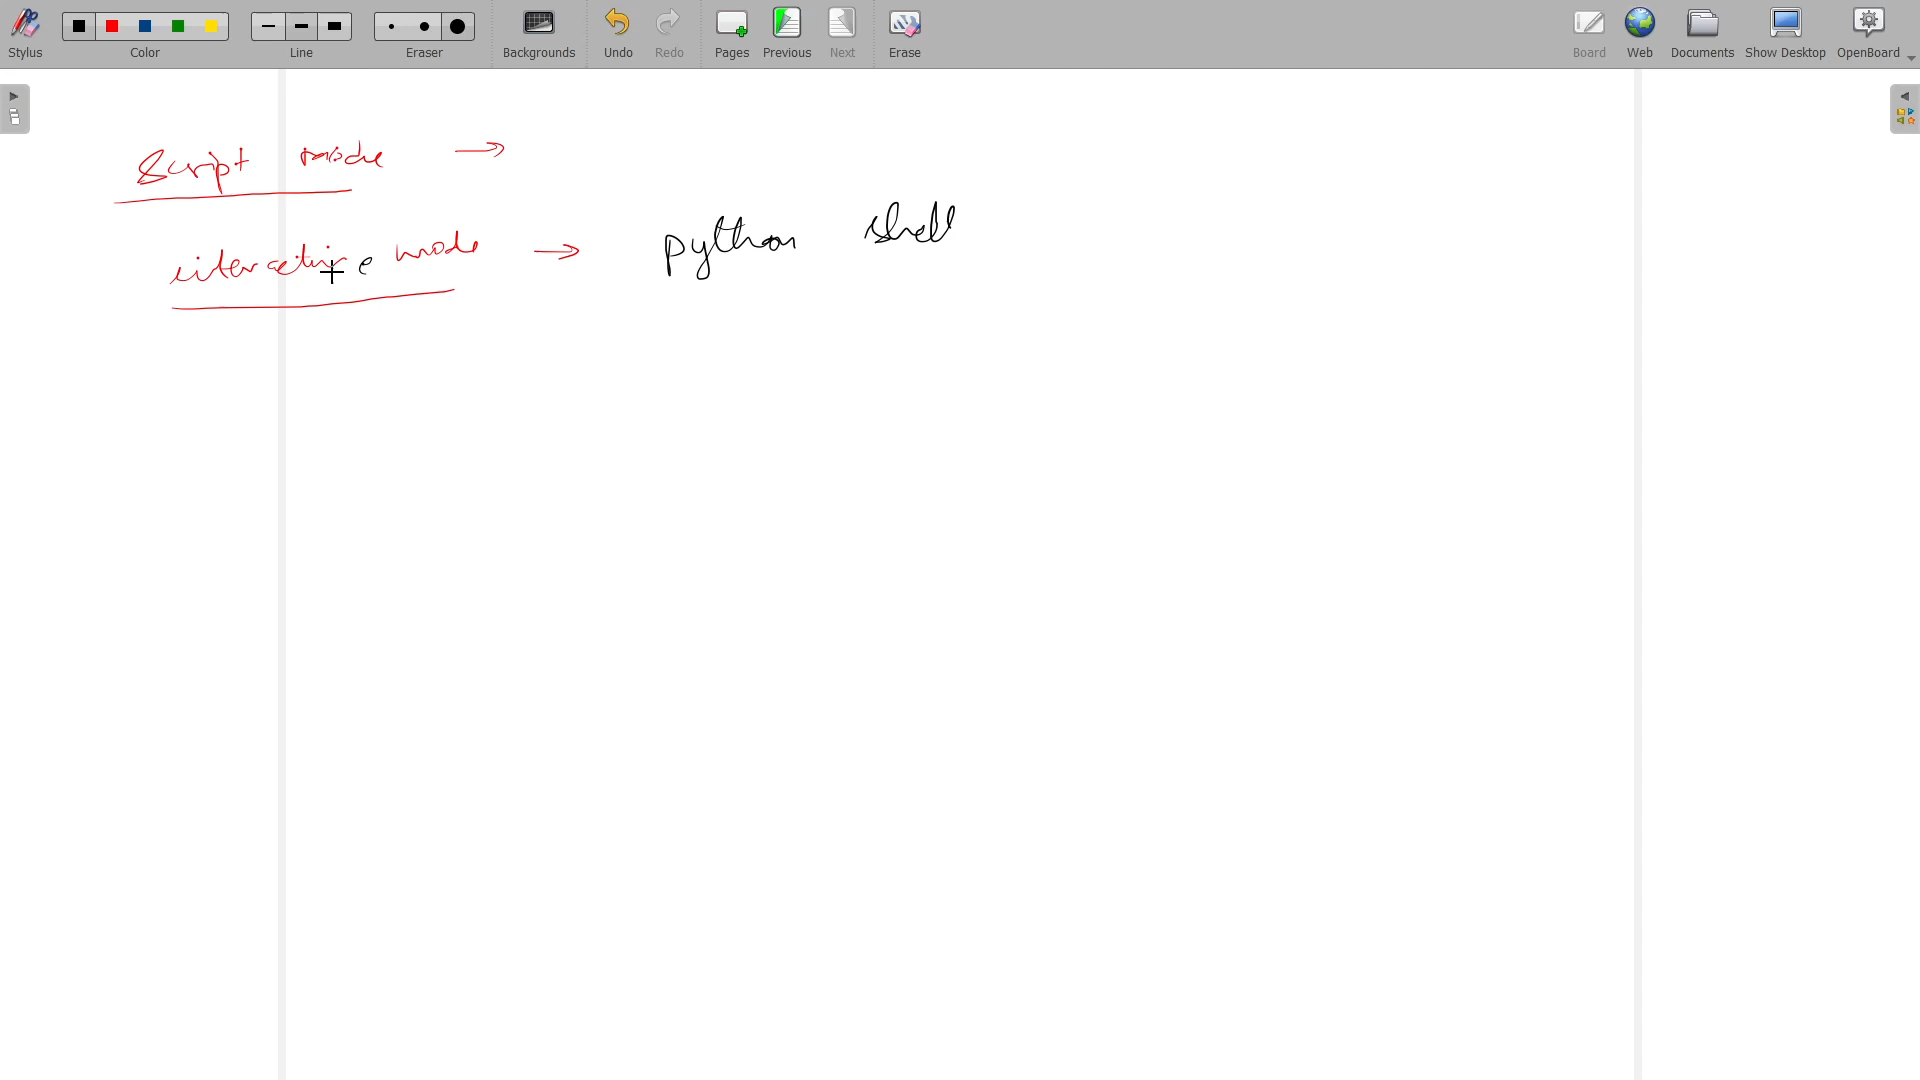 Stylus Color Line Eraser Backgrounds Undo Redo Pages Previous Next Erase Board Web Documents Show Desktop OpenBoard
Script mode →
interactive mode → python shell